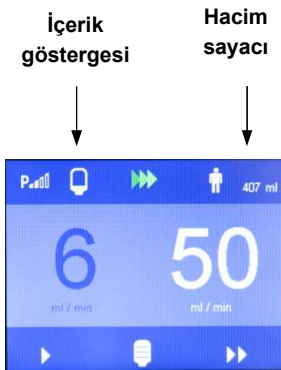 İçerik
göstergesi
Hacim
sayacı
P
407 ml
6
50
ml / min
ml / min